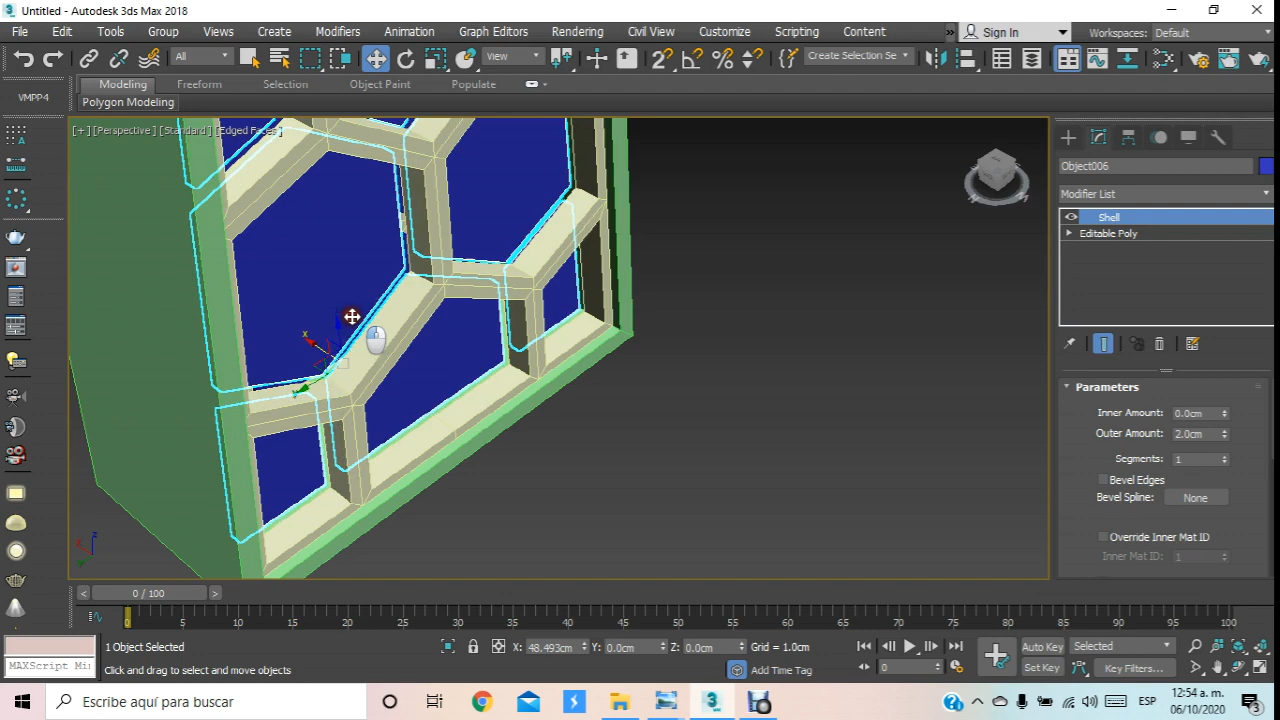 Untitled - Autodesk 3ds Max 2018
File Edit Tools Group Views Create Modifiers Animation Graph Editors Rendering Civil View Customize Scripting Content » Sign In Workspaces: Default
All View Create Selection Se
Modeling Freeform Selection Object Paint Populate
VMPP4
Polygon Modeling
[+] [Perspective] [Standard] [Edged Faces]
Object006
Modifier List
Shell
Editable Poly
Parameters
Inner Amount: 0.0cm
Outer Amount: 2.0cm
Segments: 1
Bevel Edges
Bevel Spline: None
Override Inner Mat ID
Inner Mat ID: 1
x
z
0 / 100
0 5 10 15 20 25 30 35 40 45 50 55 60 65 70 75 80 85 90 95 100
1 Object Selected X: 48.493cm Y: 0.0cm Z: 0.0cm Grid = 1.0cm Auto Key Selected
MAXScript Mi
Click and drag to select and move objects Add Time Tag 0 Set Key Key Filters...
Escribe aquí para buscar ESP 12:54 a. m.
06/10/2020
3